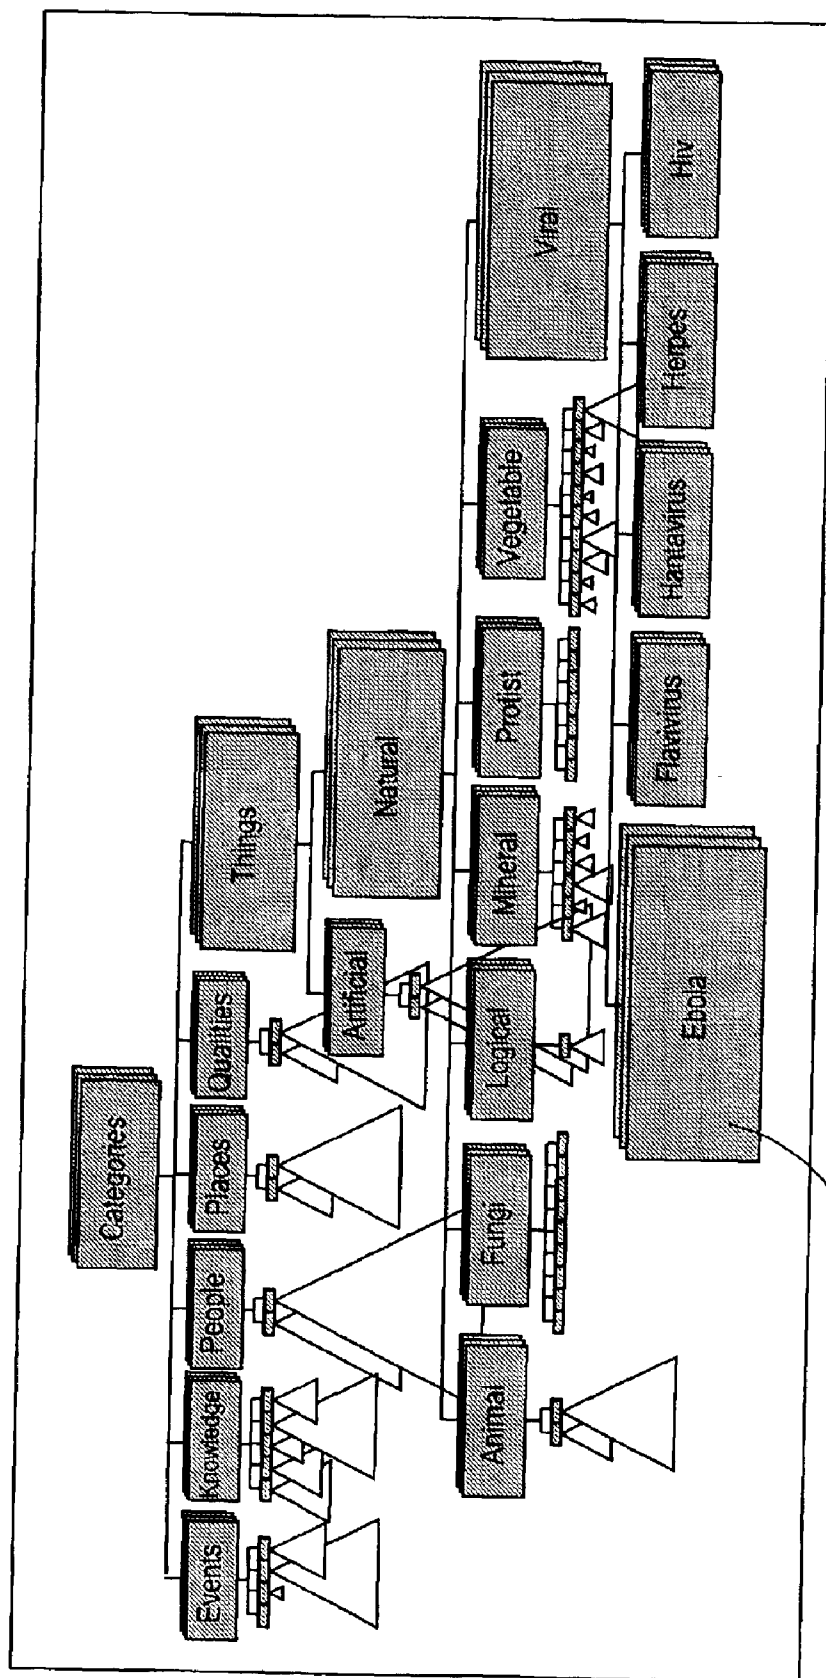 Categories
Events
Knowledge
People
Places
Qualities
Things
Artificial
Natural
Animal
Fungi
Logical
Mineral
Protist
Vegetable
Viral
Ebola
Flavivirus
Hantavirus
Herpes
Hiv